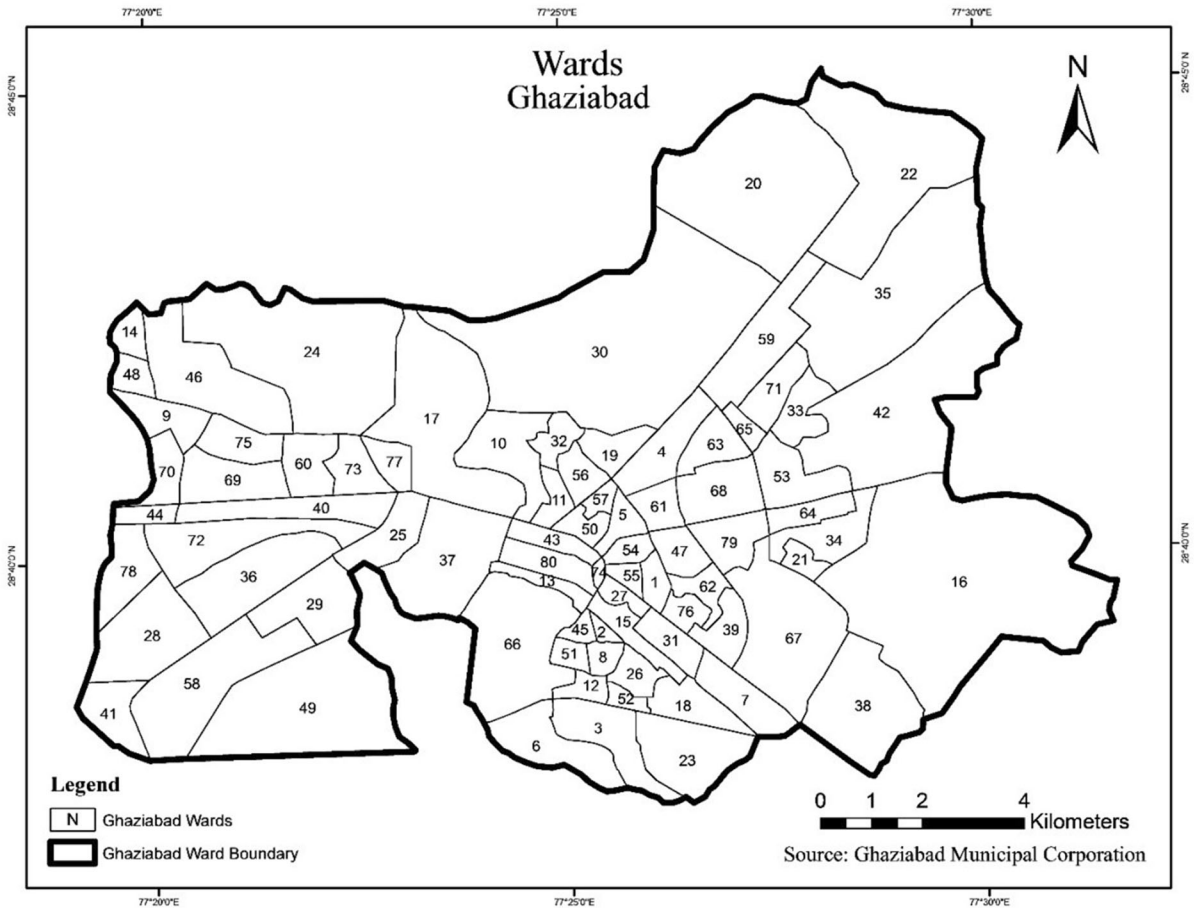 77°20'0"E 77°25'0"E 77°30'0"E
Wards
Ghaziabad
N
28°45'0"N 28°45'0"N
20 22
35
14 24 30 59
48 46
9 17 71 33 42
75 10 32 19 4 63 65
70 69 60 73 77 56 53
11 57 5 61 68
44 40 50 64
72 25 43 54 47 79 34
28°40'0"N 28°40'0"N
78 36 37 80 74 55 1 62 21 16
13 27
29 76
28 66 45 2 15 31 39 67
51 8
58 12 26
41 49 52 18 7 38
6 3 23
Legend
N Ghaziabad Wards
Ghaziabad Ward Boundary
0 1 2 4
Kilometers
Source: Ghaziabad Municipal Corporation
77°20'0"E 77°25'0"E 77°30'0"E